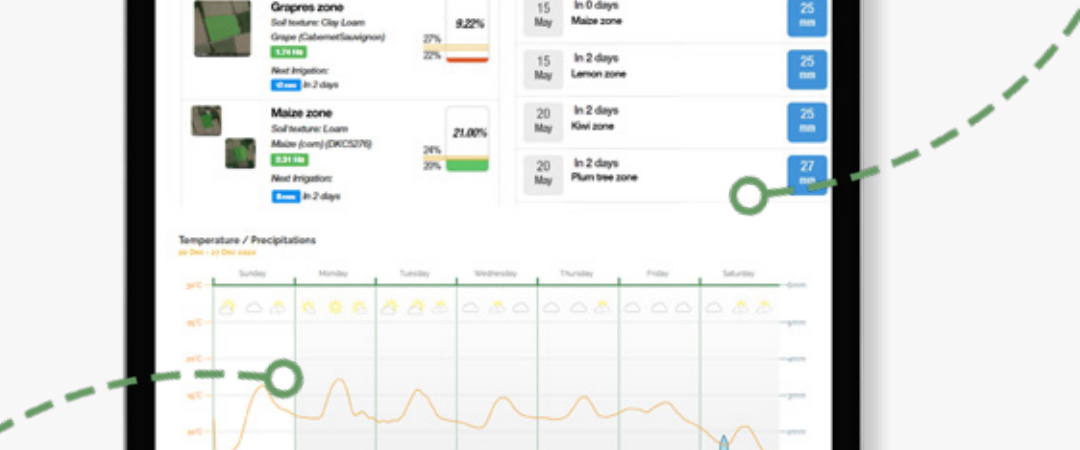 Grapres zone
Soil texture: Clay Loam
Grape (CabernetSauvignon)
1.74 Ha
Next Irrigation:
In 2 days
9.22%
27%
22%
Maize zone
Soil texture: Loam
Maize (corn) (DKC5276)
2.31 Ha
Next Irrigation:
In 2 days
21.00%
24%
20%
15 May
In 0 days
Maize zone
25 mm
15 May
In 2 days
Lemon zone
25 mm
20 May
In 2 days
Kiwi zone
25 mm
20 May
In 2 days
Plum tree zone
27 mm
Temperature / Precipitations
Sunday Monday Tuesday Wednesday Thursday Friday Saturday